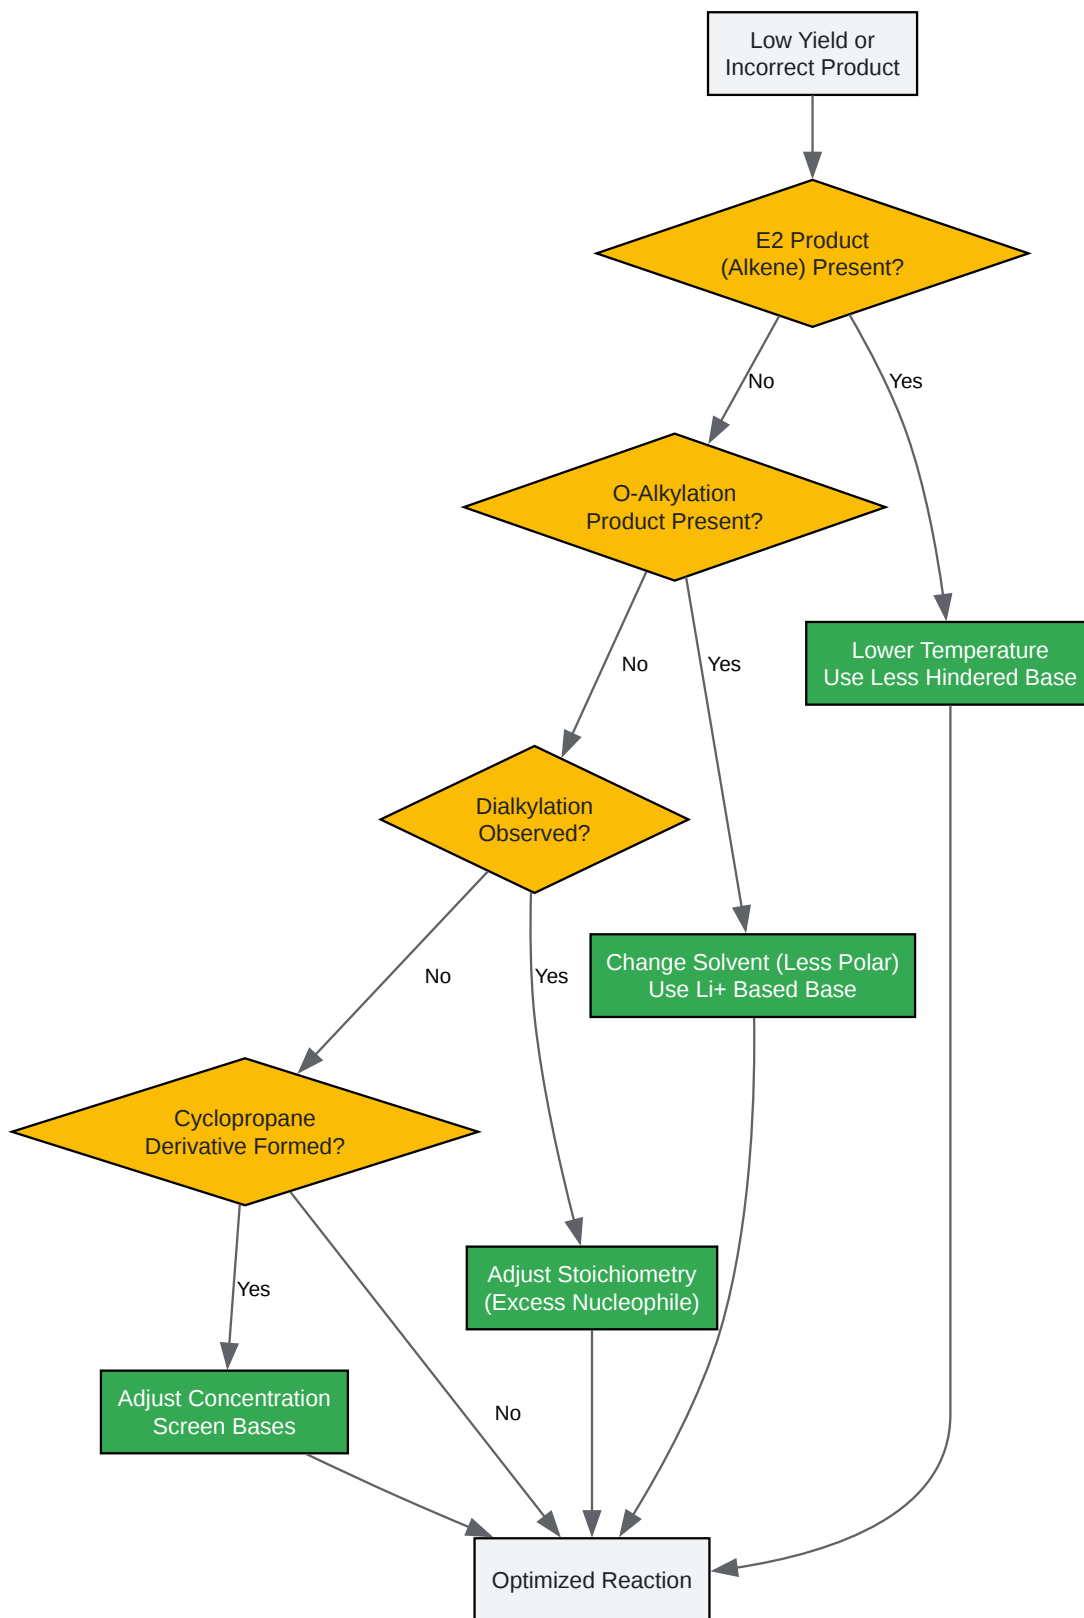 Low Yield or
Incorrect Product
E2 Product
(Alkene) Present?
No
Yes
O-Alkylation
Product Present?
Lower Temperature
Use Less Hindered Base
No
Yes
Dialkylation
Observed?
Change Solvent (Less Polar)
Use Li+ Based Base
No
Yes
Cyclopropane
Derivative Formed?
Adjust Stoichiometry
(Excess Nucleophile)
Yes
Adjust Concentration
Screen Bases
No
Optimized Reaction